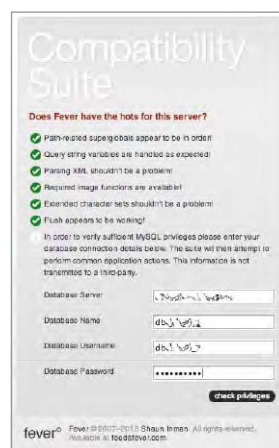 Compatibility
Suite
Does Fever have the hots for this server?
Path-related superglobals appear to be in order!
Query string variables are handled as expected!
Parsing XML shouldn't be a problem!
Required image functions are available!
Extended character sets shouldn't be a problem!
Flush appears to be working!
In order to verify sufficient MySQL privileges please enter your
database connection details below. The suite will then attempt to
perform common application actions. This information is not
transmitted to a third-party.
Database Server
Database Name
Database Username
Database Password
check privileges
fever° Fever © 2007–2013 Shaun Inman. All rights reserved.
Available at feedafever.com